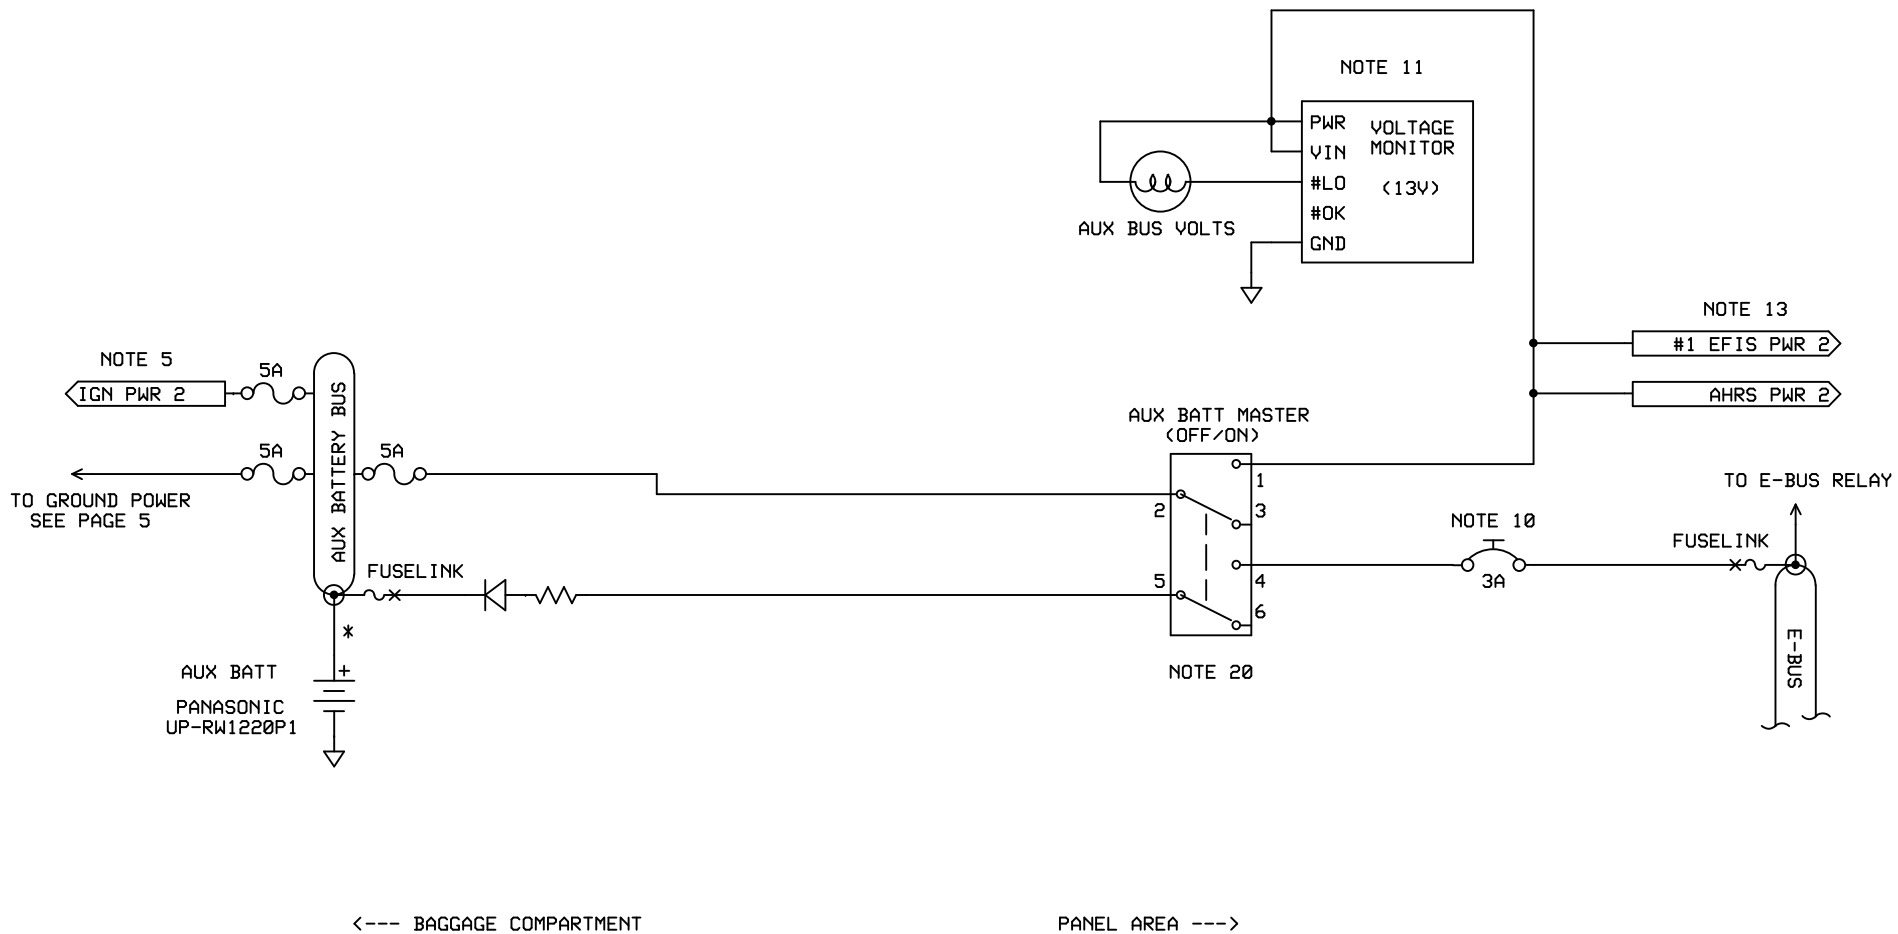 NOTE 11
PWR
VIN
#LO
#OK
GND
VOLTAGE
MONITOR
(13V)
AUX BUS VOLTS
NOTE 13
#1 EFIS PWR 2
AHRS PWR 2
NOTE 5
IGN PWR 2
5A
5A
5A
AUX BATTERY BUS
TO GROUND POWER
SEE PAGE 5
AUX BATT MASTER
(OFF/ON)
1
2
3
4
5
6
NOTE 20
TO E-BUS RELAY
NOTE 10
3A
FUSELINK
E-BUS
FUSELINK
*
+
AUX BATT
PANASONIC
UP-RW1220P1
<--- BAGGAGE COMPARTMENT
PANEL AREA --->